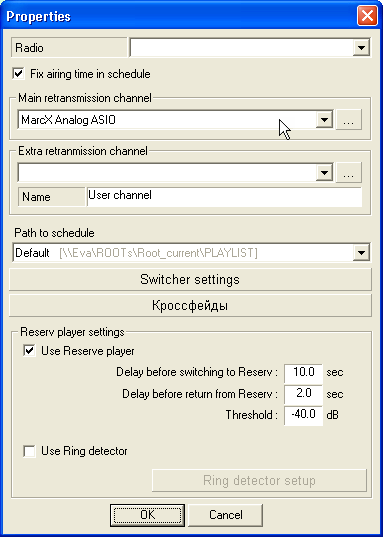 Properties
Radio
Fix airing time in schedule
Main retransmission channel
MarcX Analog ASIO
...
Extra retranmission channel
...
Name User channel
Path to schedule
Default [\\Eva\ROOTs\Root_current\PLAYLIST]
Switcher settings
Кроссфейды
Reserv player settings
Use Reserve player
Delay before switching to Reserv : 10.0 sec
Delay before return from Reserv : 2.0 sec
Threshold : -40.0 dB
Use Ring detector
Ring detector setup
OK Cancel